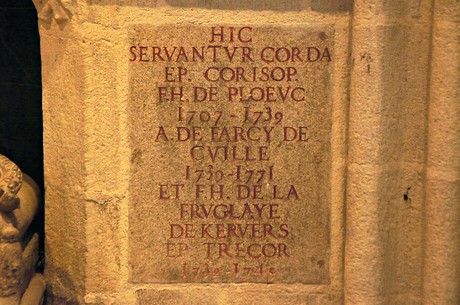 HIC
SERVANTVR CORDA
EP. CORISOP.
F.H. DE PLOEVC
1707 - 1739
A. DE FARCY DE
CVILLE
1739-1771
ET F.H. DE LA
FRVGLAYE
DE KERVERS
EP TRECOR